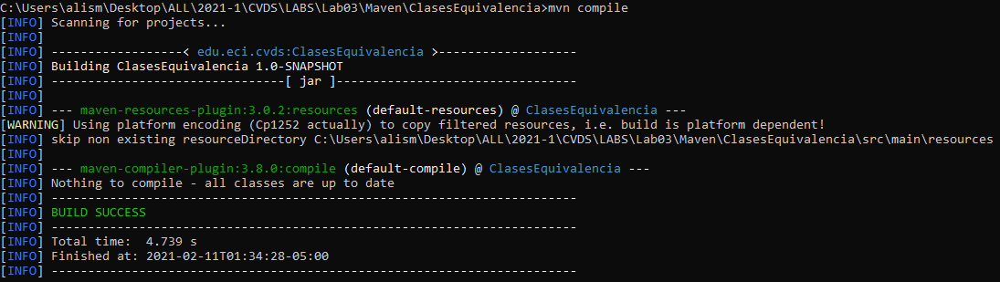 C:\Users\alism\Desktop\ALL\2021-1\CVDS\LABS\Lab03\Maven\ClasesEquivalencia>mvn compile
[INFO] Scanning for projects...
[INFO]
[INFO] ------------------< edu.eci.cvds:ClasesEquivalencia >-------------------
[INFO] Building ClasesEquivalencia 1.0-SNAPSHOT
[INFO] --------------------------------[ jar ]---------------------------------
[INFO]
[INFO] --- maven-resources-plugin:3.0.2:resources (default-resources) @ ClasesEquivalencia ---
[WARNING] Using platform encoding (Cp1252 actually) to copy filtered resources, i.e. build is platform dependent!
[INFO] skip non existing resourceDirectory C:\Users\alism\Desktop\ALL\2021-1\CVDS\LABS\Lab03\Maven\ClasesEquivalencia\src\main\resources
[INFO]
[INFO] --- maven-compiler-plugin:3.8.0:compile (default-compile) @ ClasesEquivalencia ---
[INFO] Nothing to compile - all classes are up to date
[INFO] ------------------------------------------------------------------------
[INFO] BUILD SUCCESS
[INFO] ------------------------------------------------------------------------
[INFO] Total time:  4.739 s
[INFO] Finished at: 2021-02-11T01:34:28-05:00
[INFO] ------------------------------------------------------------------------